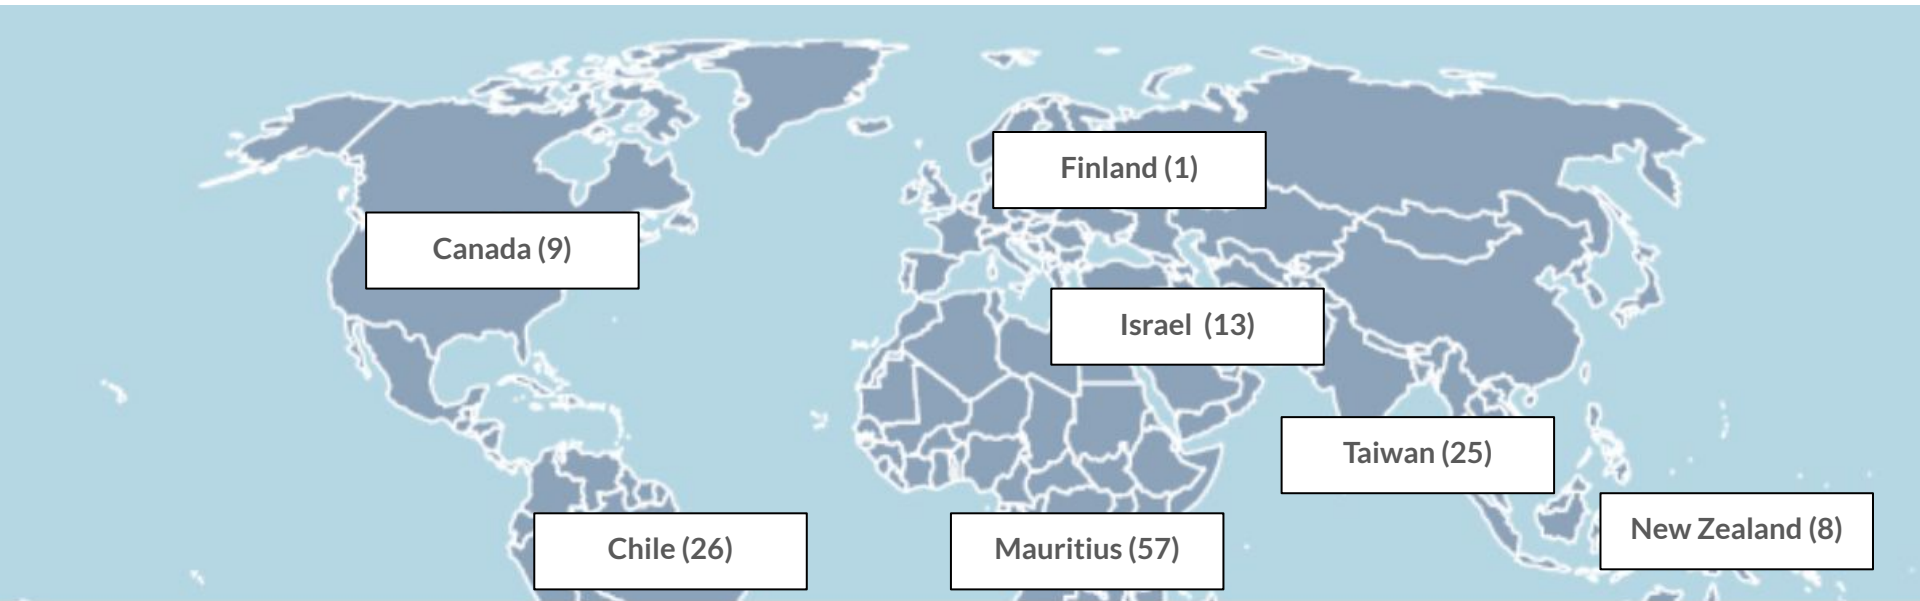 Finland (1)
Canada (9)
Israel (13)
Taiwan (25)
New Zealand (8)
Chile (26)
Mauritius (57)